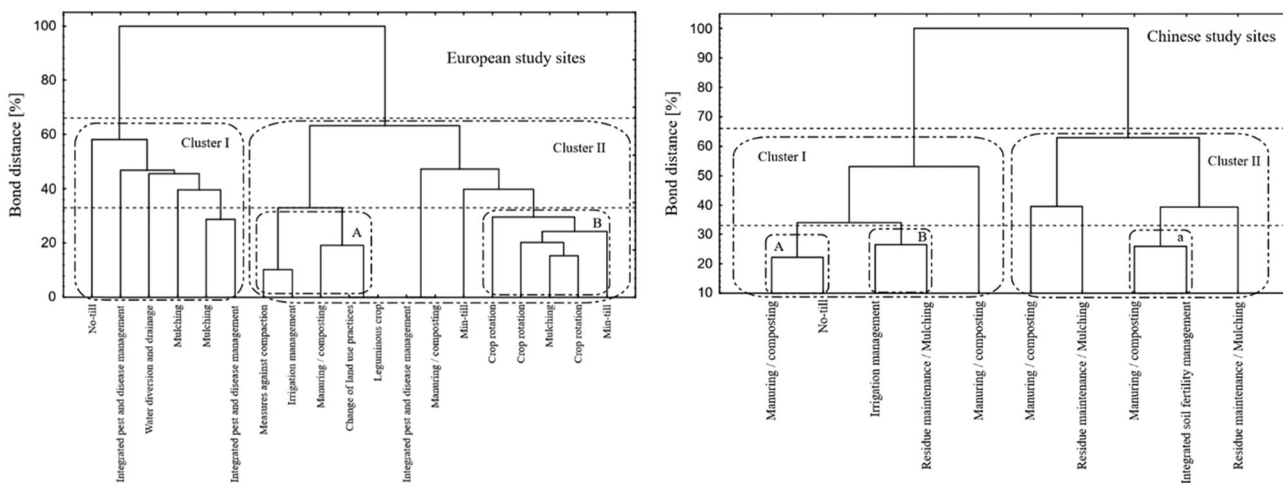 European study sites
Bond distance [%]
100
80
60
40
20
0
Cluster I
Cluster II
A
B
No-till
Integrated pest and disease management
Water diversion and drainage
Mulching
Mulching
Integrated pest and disease management
Measures against compaction
Irrigation management
Manuring / composting
Change of land use practices
Leguminous crop
Integrated pest and disease management
Manuring / composting
Min-till
Crop rotation
Crop rotation
Mulching
Crop rotation
Min-till
Chinese study sites
Bond distance [%]
100
90
80
70
60
50
40
30
20
10
Cluster I
Cluster II
A
B
a
Manuring / composting
No-till
Irrigation management
Residue maintenance / Mulching
Manuring / composting
Manuring / composting
Residue maintenance / Mulching
Manuring / composting
Integrated soil fertility management
Residue maintenance / Mulching